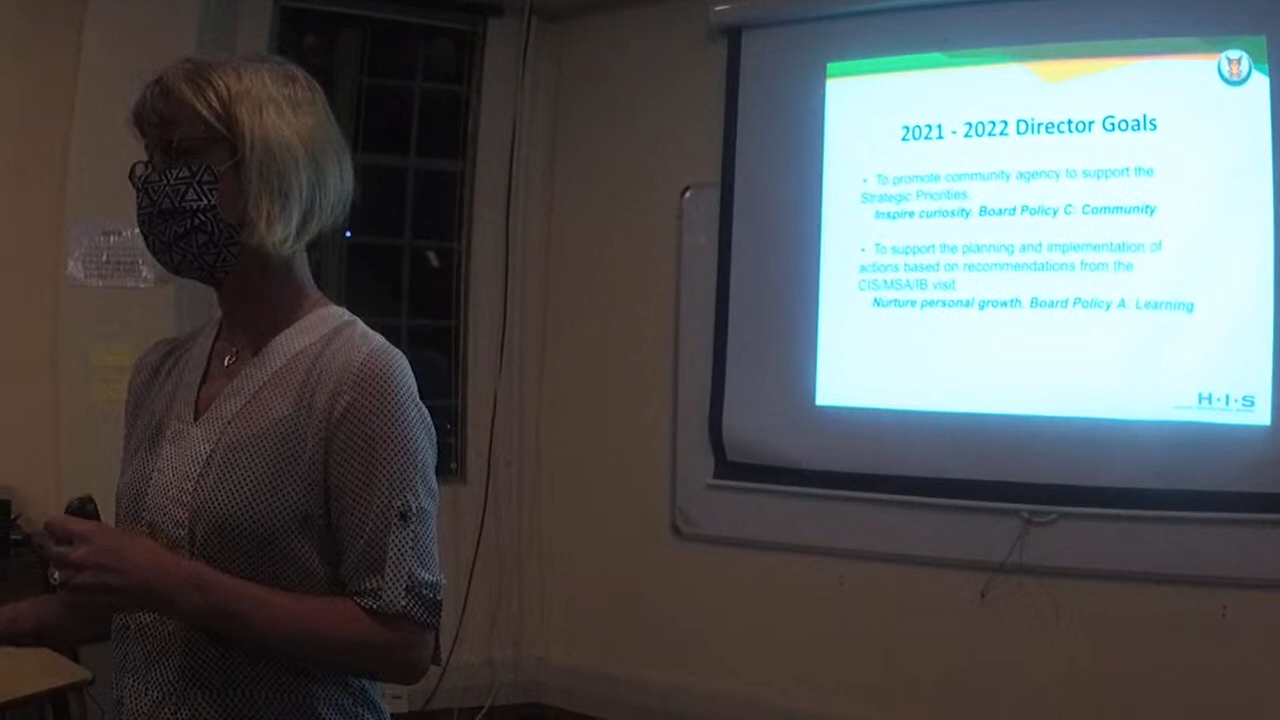 2021 - 2022 Director Goals
- To promote community agency to support the
Strategic Priorities.
Inspire curiosity. Board Policy C: Community
- To support the planning and implementation of
actions based on recommendations from the
CIS/MSA/IB visit
Nurture personal growth. Board Policy A: Learning
H·I·S